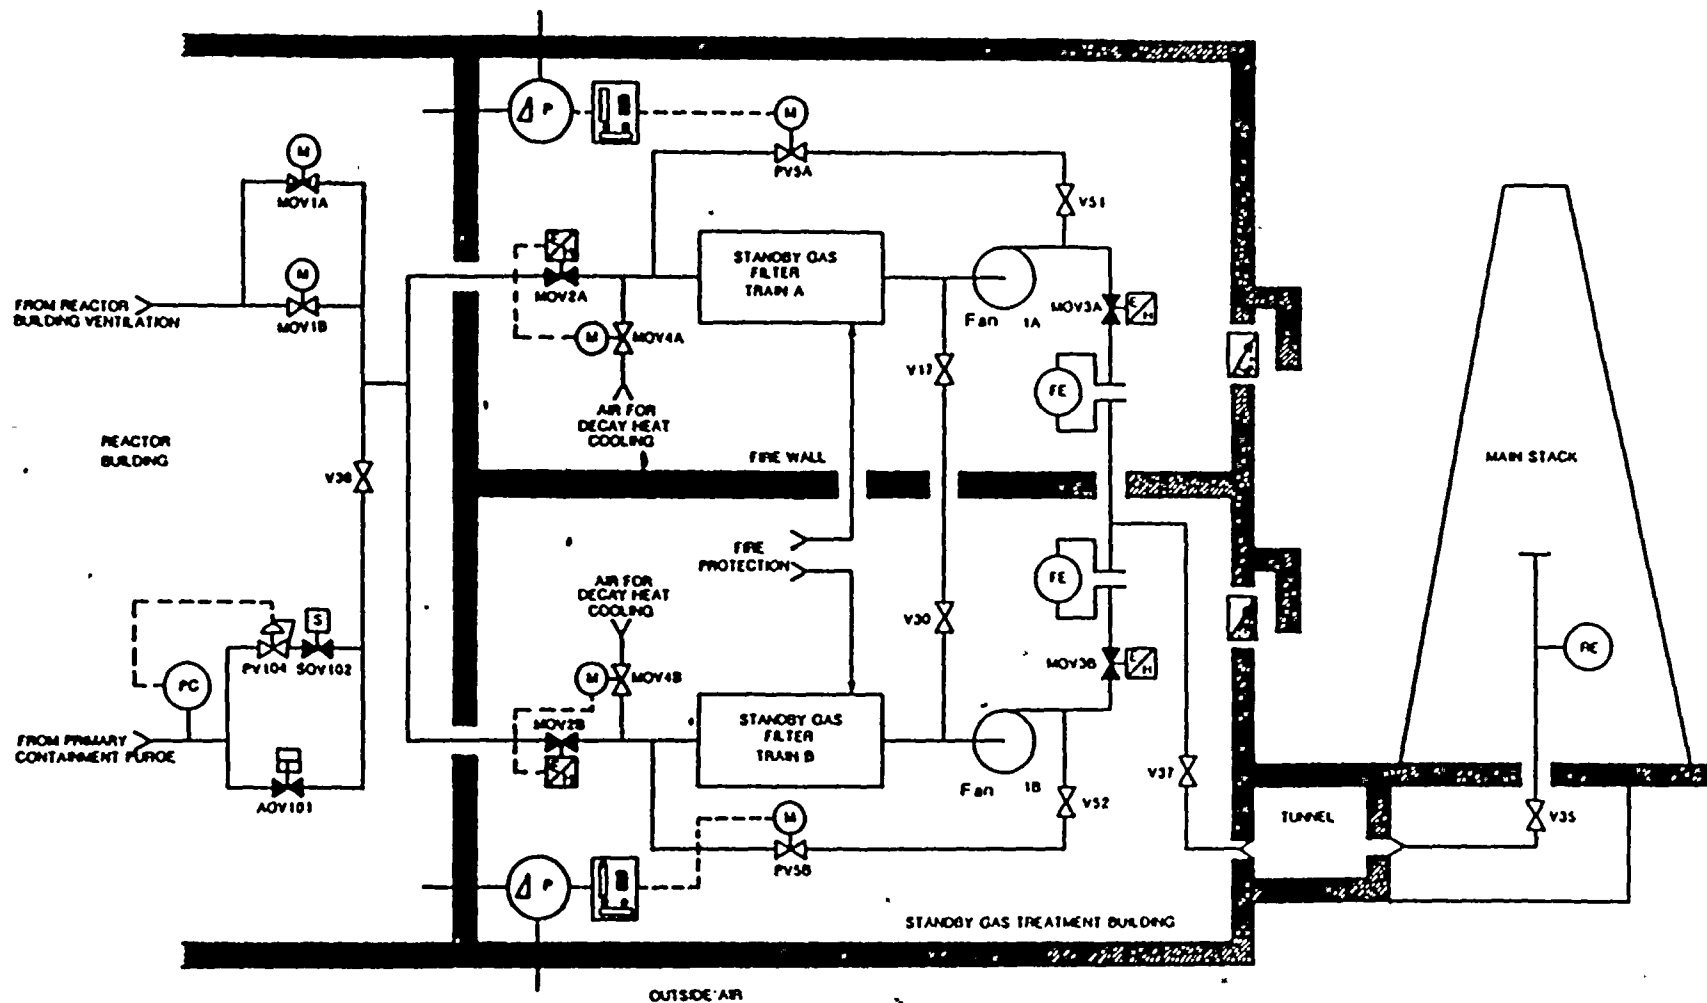 Δ P
M
PV5A
M
MOV1A
V51
STANDBY GAS
FILTER
TRAIN A
MOV2A
M
MOV1B
FROM REACTOR
BUILDING VENTILATION
Fan 1A
MOV3A
E/H
M
MOV4A
V17
FE
AIR FOR
DECAY HEAT
COOLING
REACTOR
BUILDING
FIRE WALL
MAIN STACK
V36
FIRE
PROTECTION
FE
AIR FOR
DECAY HEAT
COOLING
V30
S
PV104
SOV102
RE
MOV3B
E/H
M
MOV4B
PC
MOV2B
STANDBY GAS
FILTER
TRAIN B
FROM PRIMARY
CONTAINMENT PURGE
V37
Fan 1B
V52
AOV101
M
TUNNEL
V35
PV5B
Δ P
STANDBY GAS TREATMENT BUILDING
OUTSIDE AIR